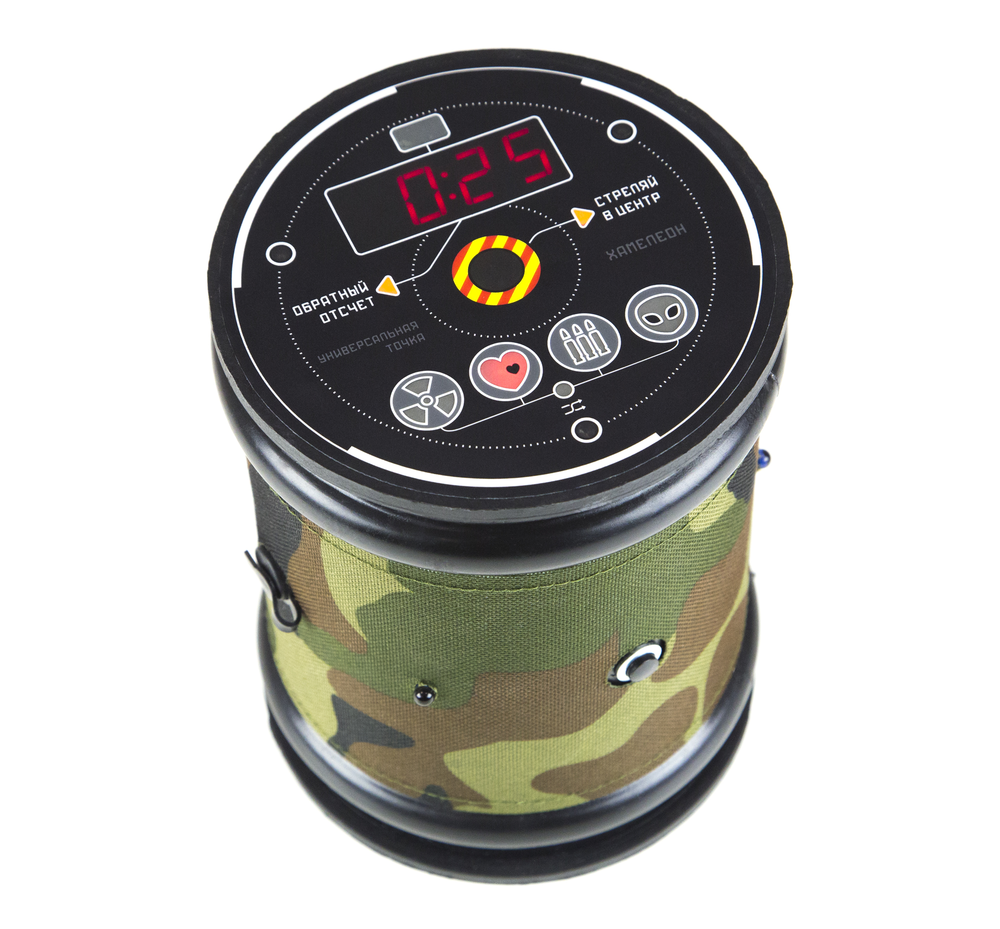 0:25
СТРЕЛЯЙ
В ЦЕНТР
ХАМЕЛЕОН
ОБРАТНЫЙ
ОТСЧЕТ
УНИВЕРСАЛЬНАЯ
ТОЧКА